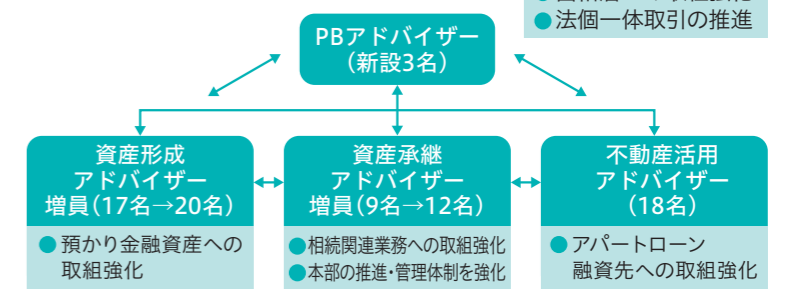 ●法個一体取引の推進
PBアドバイザー
（新設3名）
資産形成
アドバイザー
増員（17名→20名）
●預かり金融資産への
取組強化
資産承継
アドバイザー
増員（9名→12名）
●相続関連業務への取組強化
●本部の推進・管理体制を強化
不動産活用
アドバイザー
（18名）
●アパートローン
融資先への取組強化